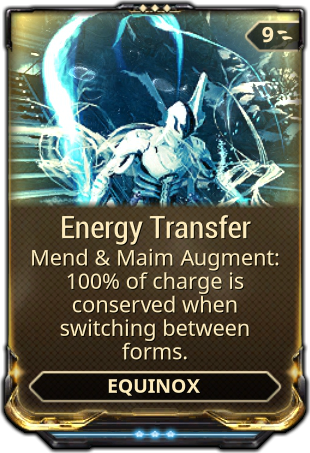 9
Energy Transfer
Mend & Maim Augment:
100% of charge is
conserved when
switching between
forms.
EQUINOX